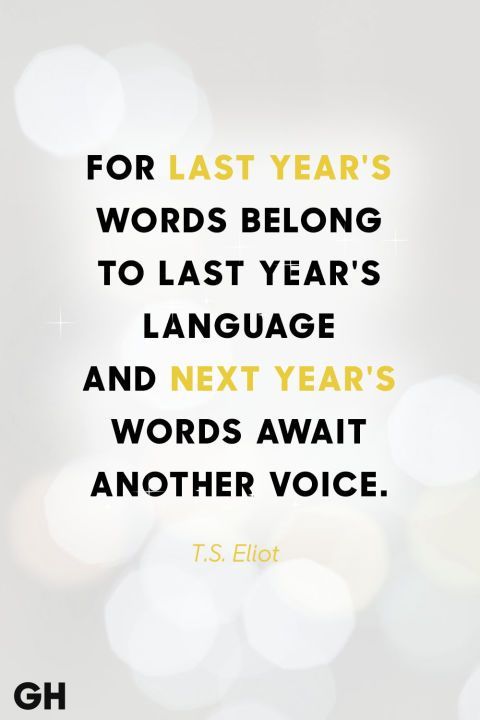 FOR LAST YEAR'S
WORDS BELONG
TO LAST YEAR'S
LANGUAGE
AND NEXT YEAR'S
WORDS AWAIT
ANOTHER VOICE.
T.S. Eliot
GH